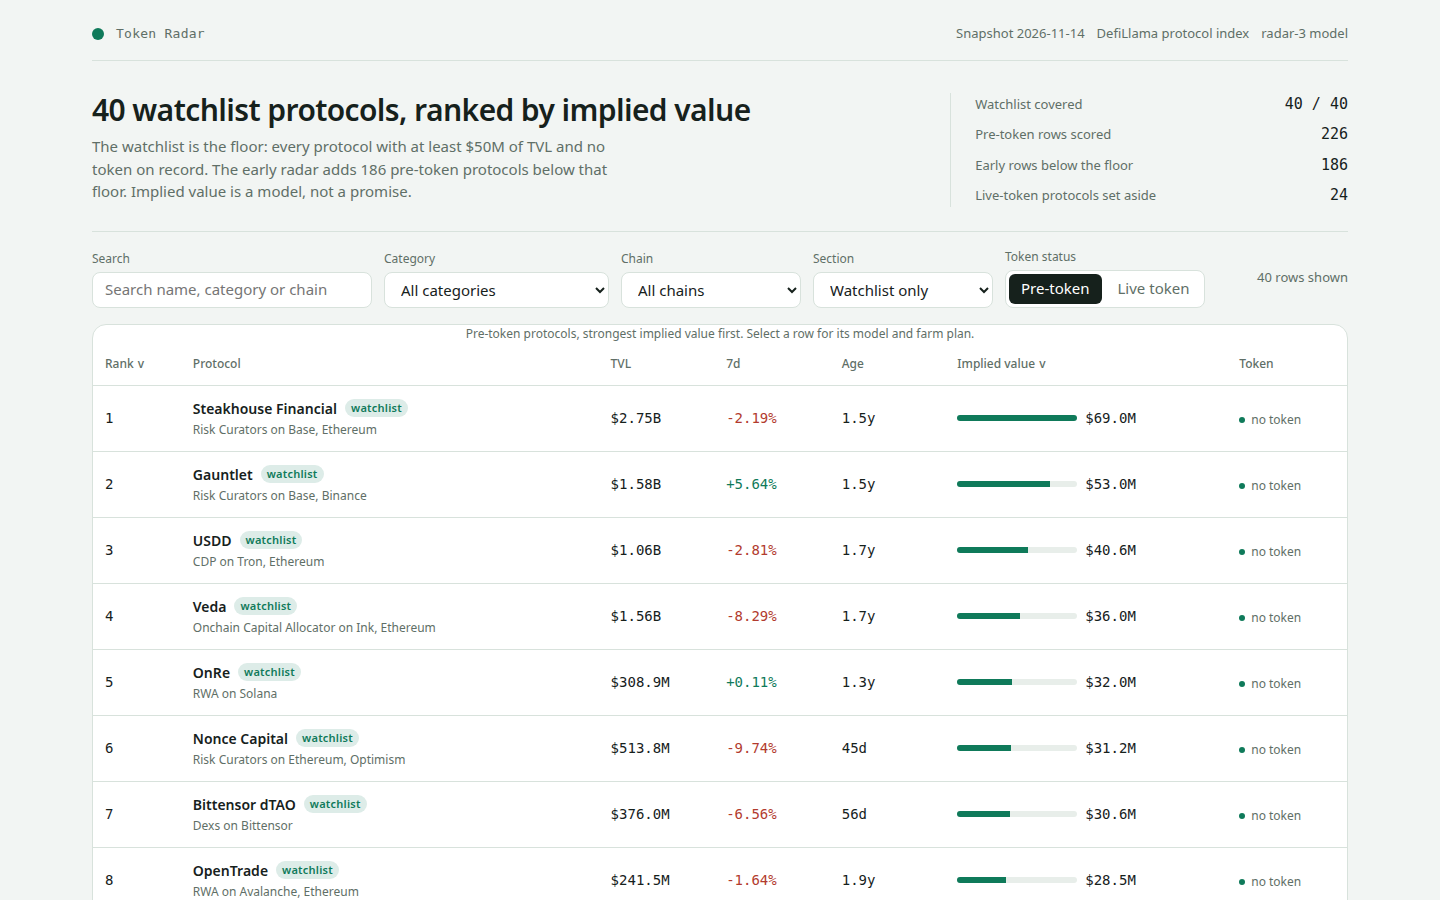 Token Radar
Snapshot 2026-11-14 DefiLlama protocol index radar-3 model
40 watchlist protocols, ranked by implied value
The watchlist is the floor: every protocol with at least $50M of TVL and no
token on record. The early radar adds 186 pre-token protocols below that
floor. Implied value is a model, not a promise.
Watchlist covered 40 / 40
Pre-token rows scored 226
Early rows below the floor 186
Live-token protocols set aside 24
Search Category Chain Section Token status
Search name, category or chain All categories All chains Watchlist only Pre-token Live token 40 rows shown
Pre-token protocols, strongest implied value first. Select a row for its model and farm plan.
Rank v Protocol TVL 7d Age Implied value v Token
1 Steakhouse Financial watchlist $2.75B -2.19% 1.5y $69.0M no token
Risk Curators on Base, Ethereum
2 Gauntlet watchlist $1.58B +5.64% 1.5y $53.0M no token
Risk Curators on Base, Binance
3 USDD watchlist $1.06B -2.81% 1.7y $40.6M no token
CDP on Tron, Ethereum
4 Veda watchlist $1.56B -8.29% 1.7y $36.0M no token
Onchain Capital Allocator on Ink, Ethereum
5 OnRe watchlist $308.9M +0.11% 1.3y $32.0M no token
RWA on Solana
6 Nonce Capital watchlist $513.8M -9.74% 45d $31.2M no token
Risk Curators on Ethereum, Optimism
7 Bittensor dTAO watchlist $376.0M -6.56% 56d $30.6M no token
Dexs on Bittensor
8 OpenTrade watchlist $241.5M -1.64% 1.9y $28.5M no token
RWA on Avalanche, Ethereum